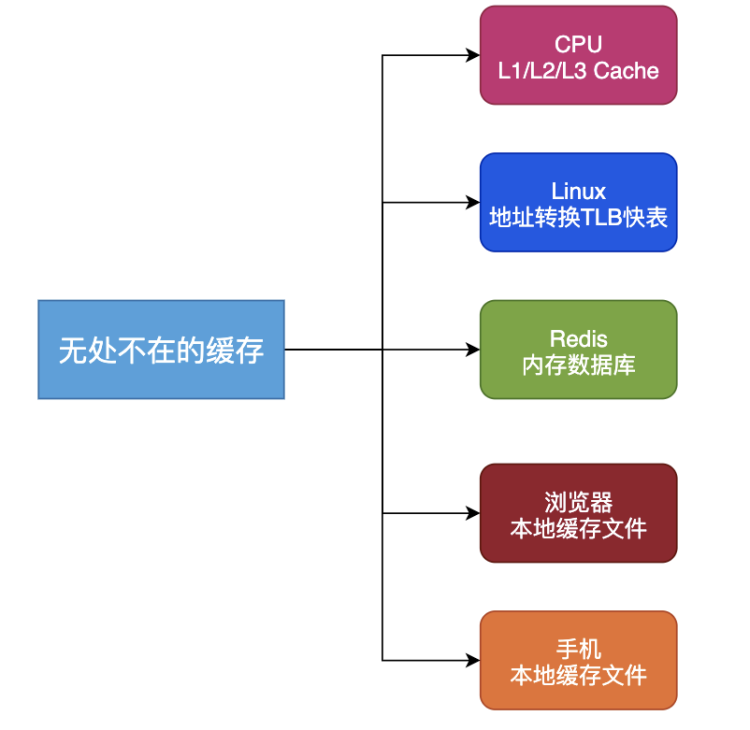 CPU
L1/L2/L3 Cache
Linux
地址转换TLB快表
无处不在的缓存
Redis
内存数据库
浏览器
本地缓存文件
手机
本地缓存文件